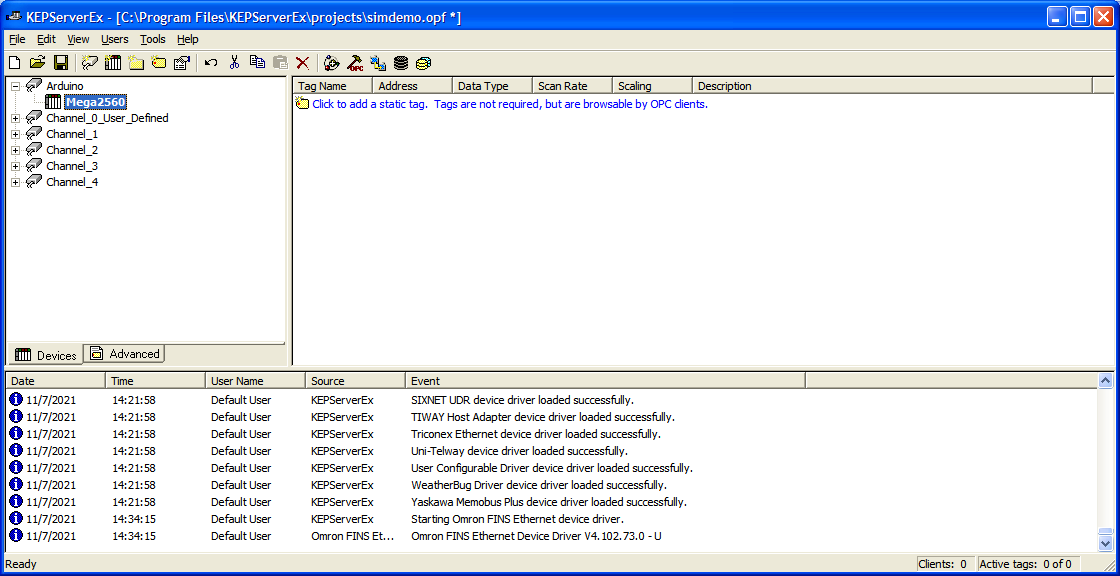 KEPServerEx - [C:\Program Files\KEPServerEx\projects\simdemo.opf *]
File Edit View Users Tools Help
OPC
Arduino
Mega2560
Channel_0_User_Defined
Channel_1
Channel_2
Channel_3
Channel_4
Devices Advanced
Tag Name Address Data Type Scan Rate Scaling Description
Click to add a static tag. Tags are not required, but are browsable by OPC clients.
Date Time User Name Source Event
11/7/2021 14:21:58 Default User KEPServerEx SIXNET UDR device driver loaded successfully.
11/7/2021 14:21:58 Default User KEPServerEx TIWAY Host Adapter device driver loaded successfully.
11/7/2021 14:21:58 Default User KEPServerEx Triconex Ethernet device driver loaded successfully.
11/7/2021 14:21:58 Default User KEPServerEx Uni-Telway device driver loaded successfully.
11/7/2021 14:21:58 Default User KEPServerEx User Configurable Driver device driver loaded successfully.
11/7/2021 14:21:58 Default User KEPServerEx WeatherBug Driver device driver loaded successfully.
11/7/2021 14:21:58 Default User KEPServerEx Yaskawa Memobus Plus device driver loaded successfully.
11/7/2021 14:34:15 Default User KEPServerEx Starting Omron FINS Ethernet device driver.
11/7/2021 14:34:15 Default User Omron FINS Et... Omron FINS Ethernet Device Driver V4.102.73.0 - U
Ready Clients: 0 Active tags: 0 of 0